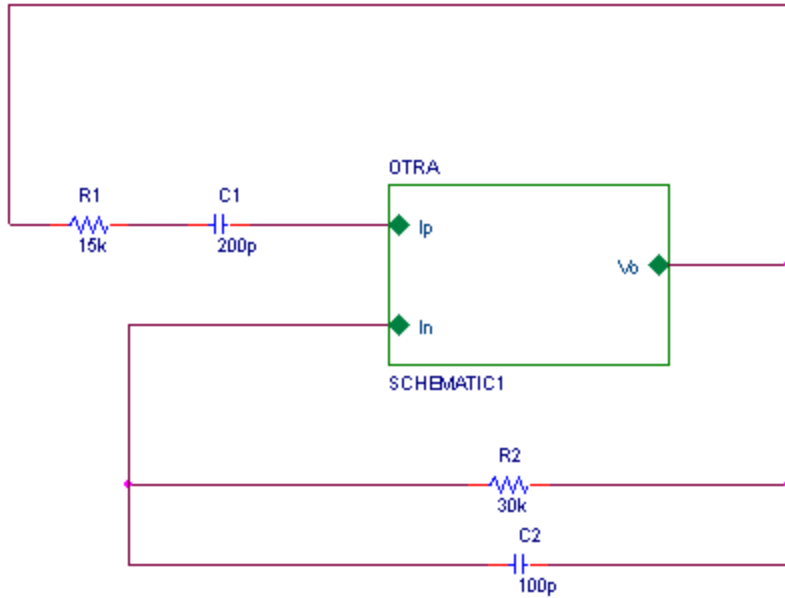 OTRA
R1
C1
15k
200p
Ip
Vo
In
SCHEMATIC1
R2
30k
C2
100p